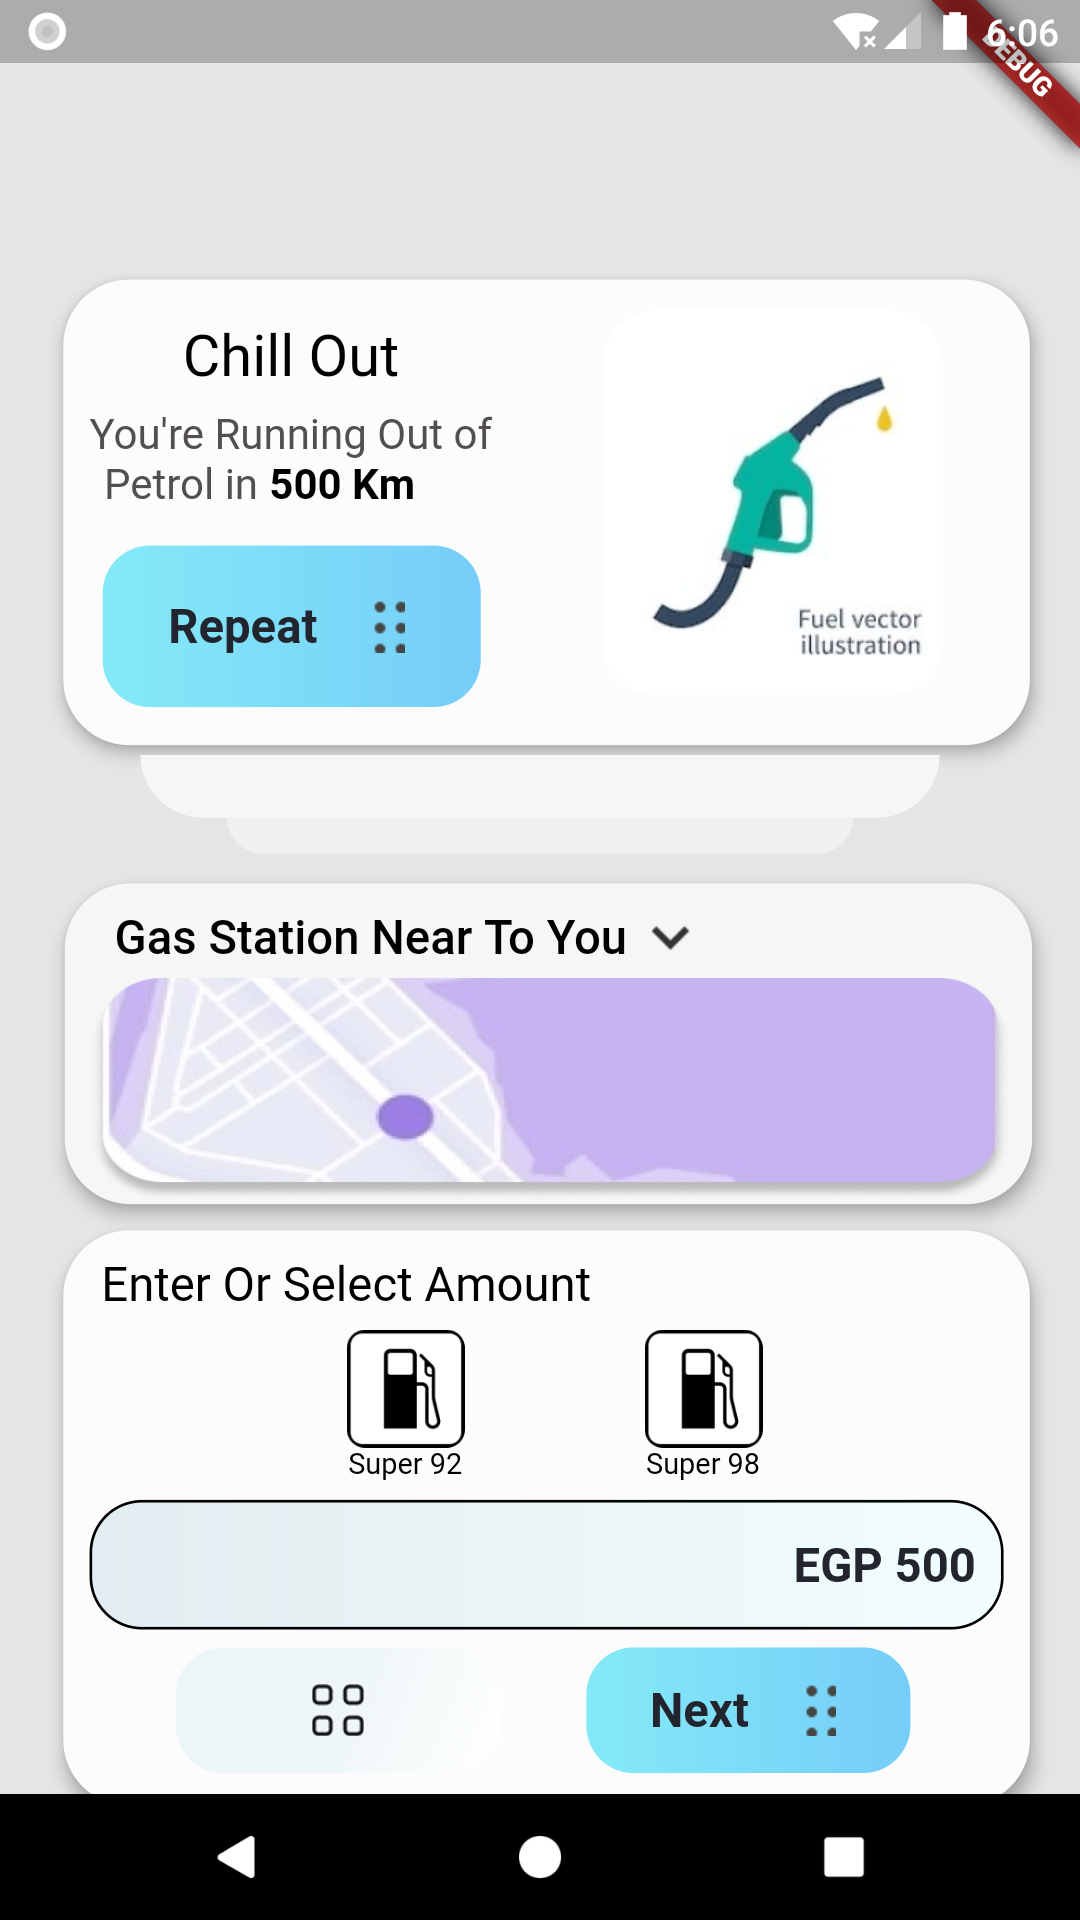 6:06
DEBUG
Chill Out
You're Running Out of
Petrol in 500 Km
Repeat
Fuel vector
illustration
Gas Station Near To You
Enter Or Select Amount
Super 92
Super 98
EGP 500
Next